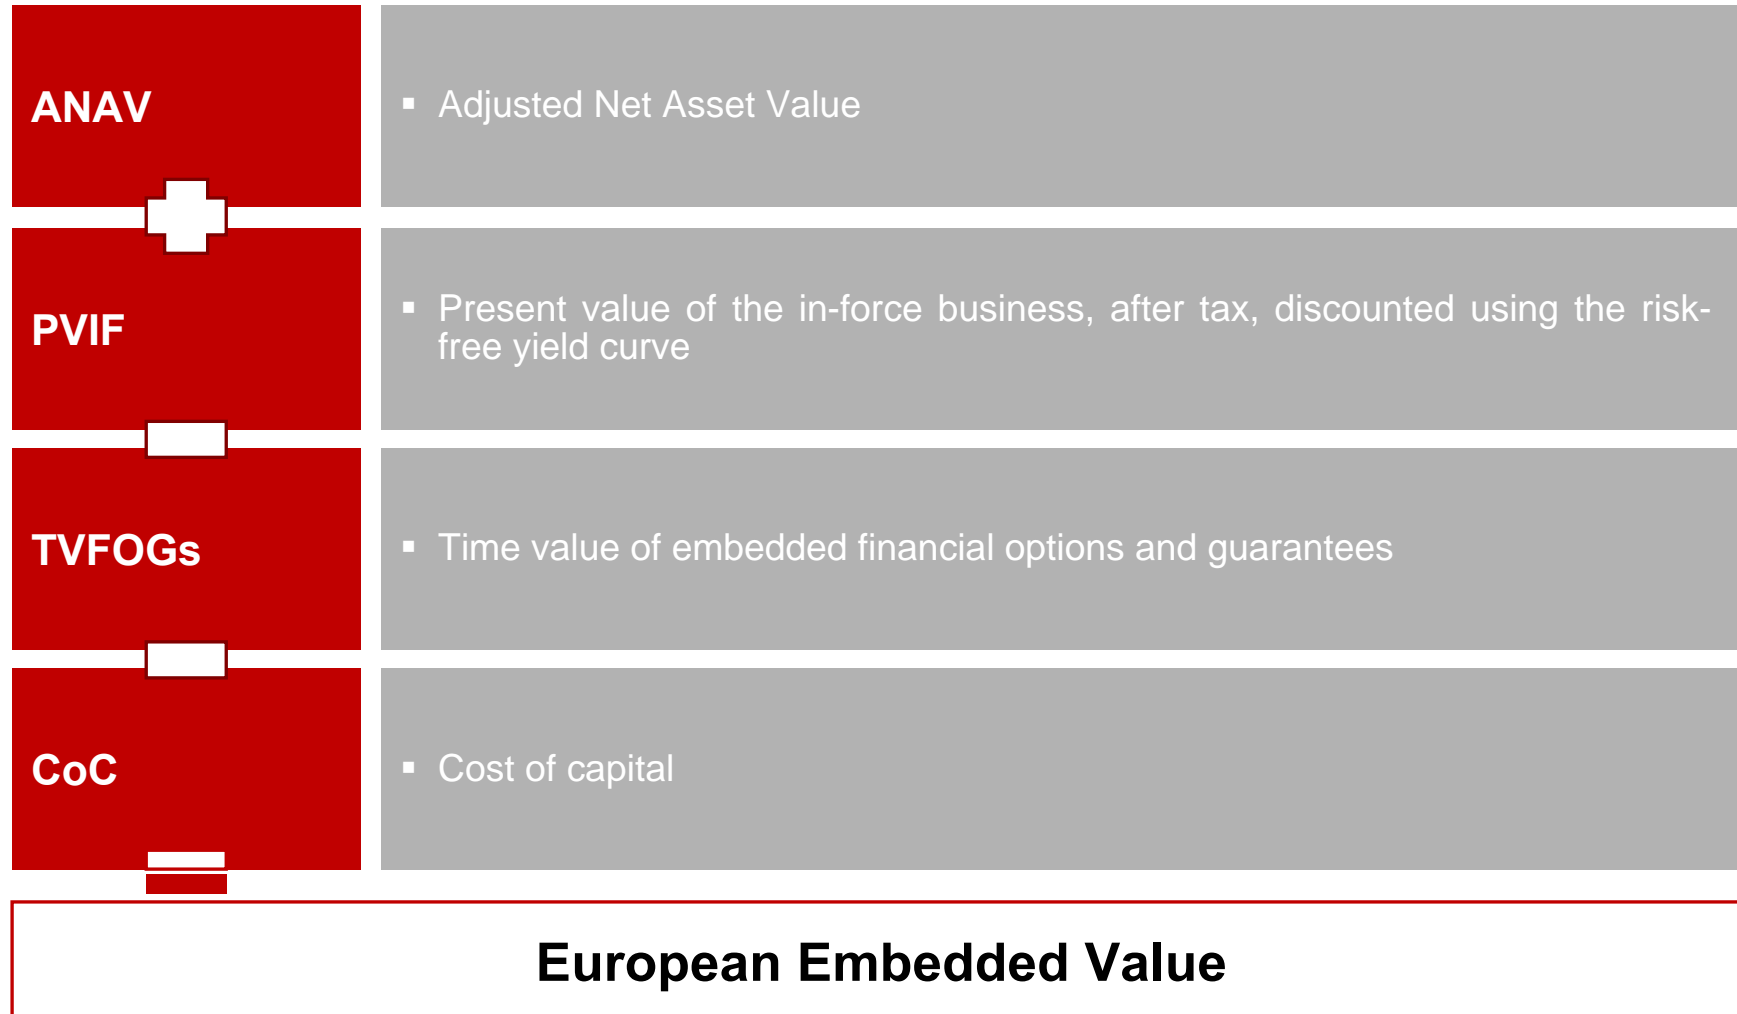 ANAV
▪ Adjusted Net Asset Value
PVIF
▪ Present value of the in-force business, after tax, discounted using the risk-
free yield curve
TVFOGs
▪ Time value of embedded financial options and guarantees
CoC
▪ Cost of capital
European Embedded Value